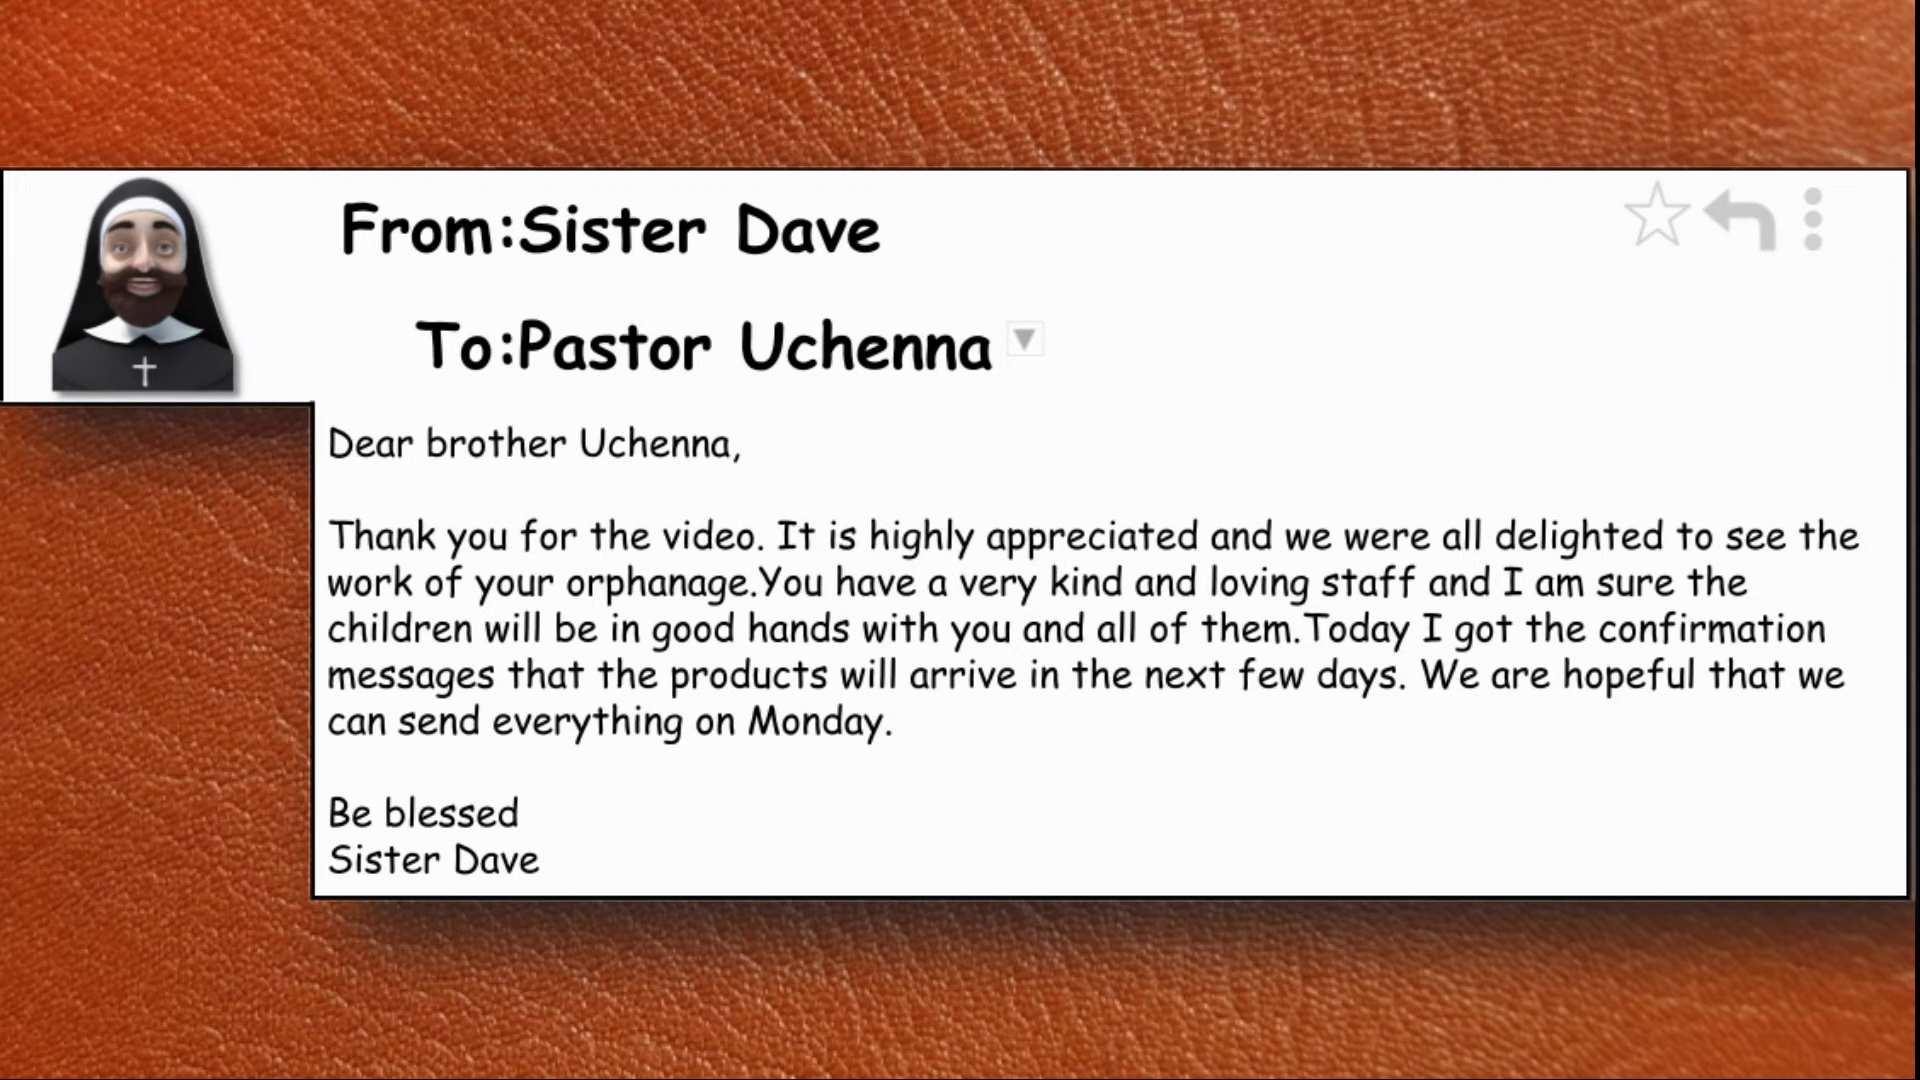 From:Sister Dave
To:Pastor Uchenna
Dear brother Uchenna,
Thank you for the video. It is highly appreciated and we were all delighted to see the
work of your orphanage.You have a very kind and loving staff and I am sure the
children will be in good hands with you and all of them.Today I got the confirmation
messages that the products will arrive in the next few days. We are hopeful that we
can send everything on Monday.
Be blessed
Sister Dave